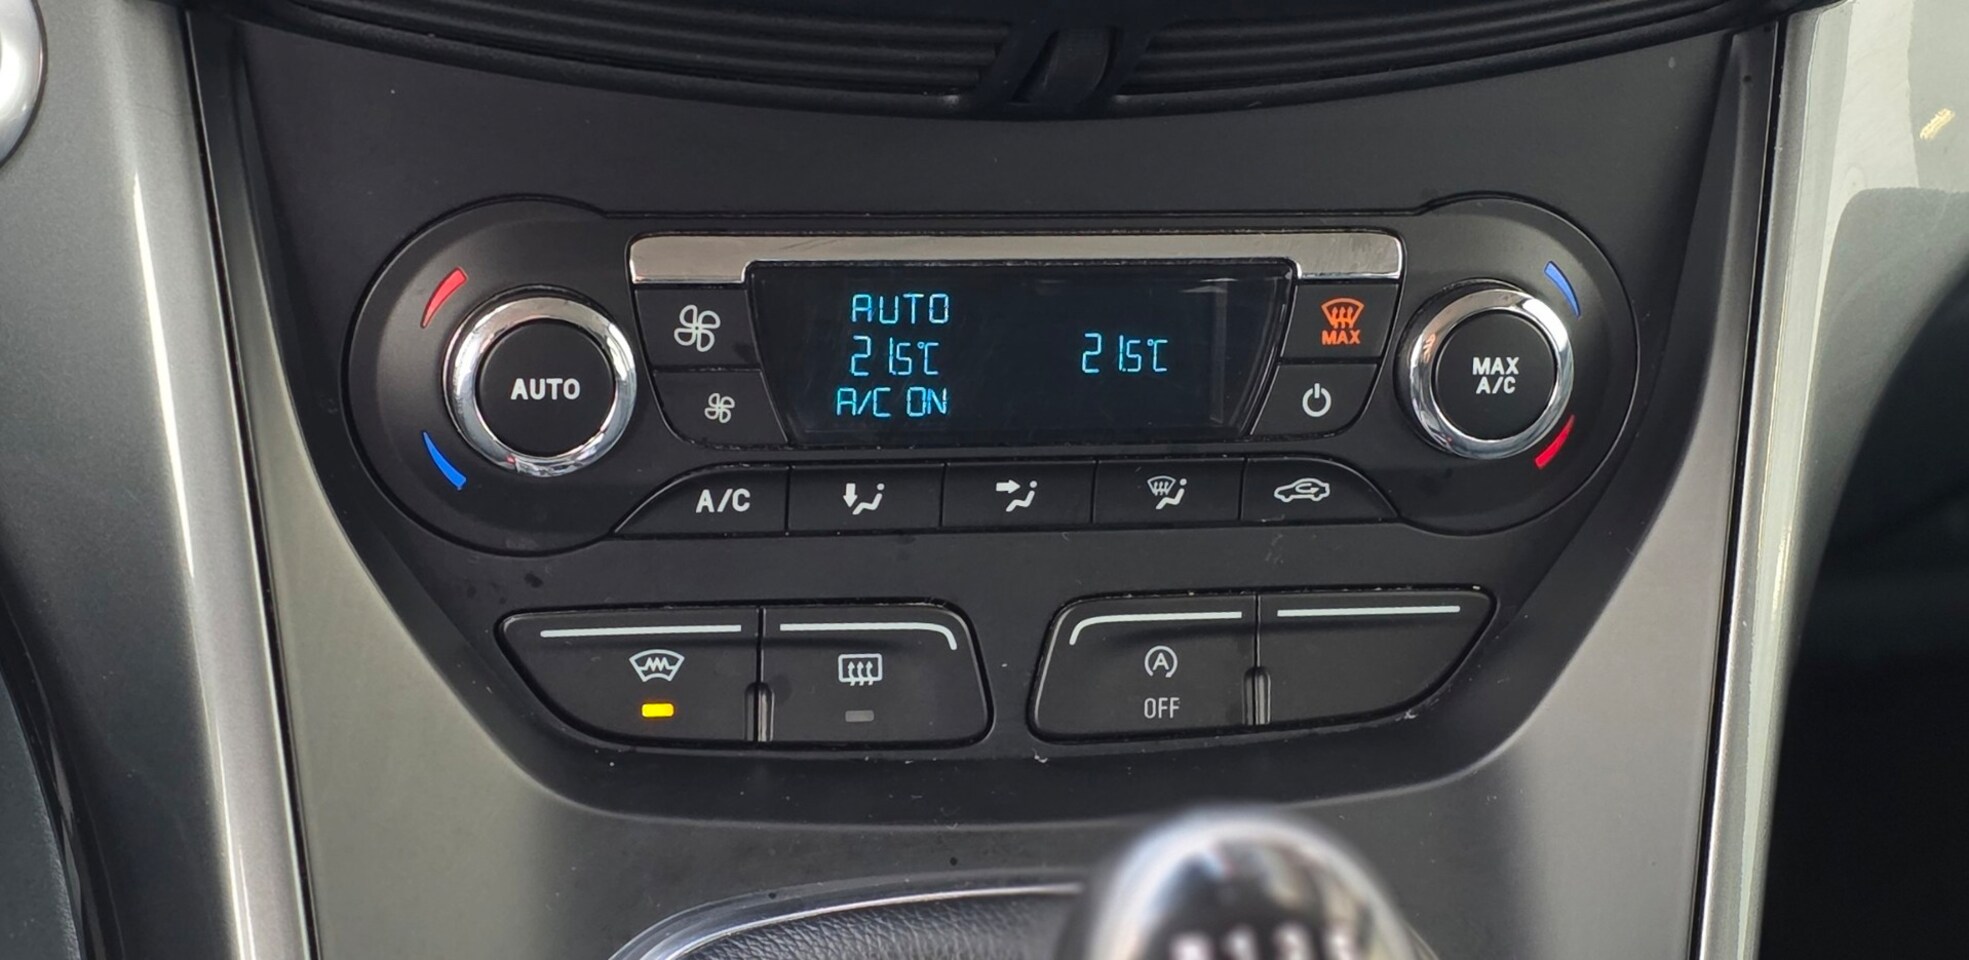 AUTO
21.5°C 21.5°C
A/C ON
AUTO
MAX
MAX
A/C
A/C
A
OFF